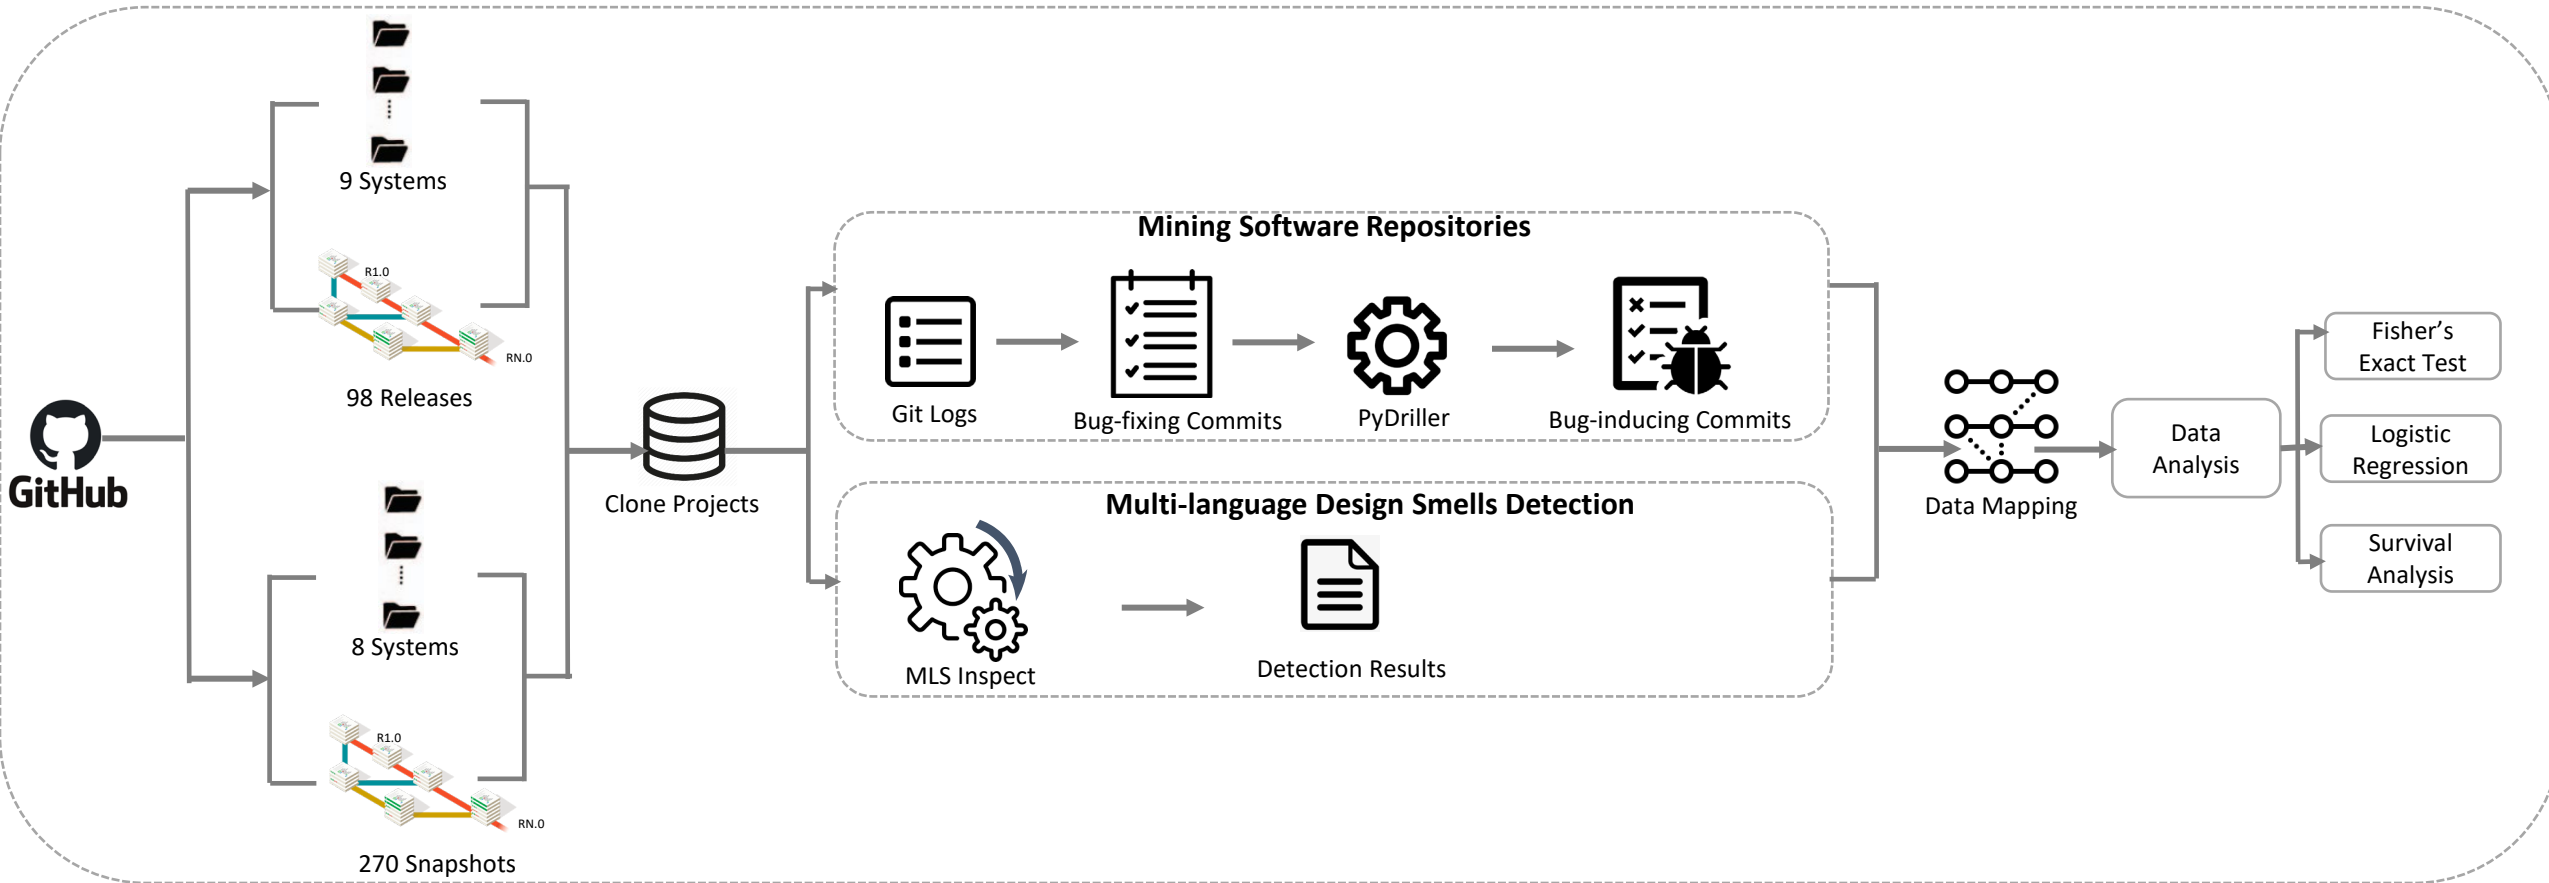 GitHub
9 Systems
R1.0
RN.0
98 Releases
8 Systems
R1.0
RN.0
270 Snapshots
Clone Projects
Mining Software Repositories
Git Logs
Bug-fixing Commits
PyDriller
Bug-inducing Commits
Multi-language Design Smells Detection
MLS Inspect
Detection Results
Data Mapping
Data
Analysis
Fisher’s
Exact Test
Logistic
Regression
Survival
Analysis